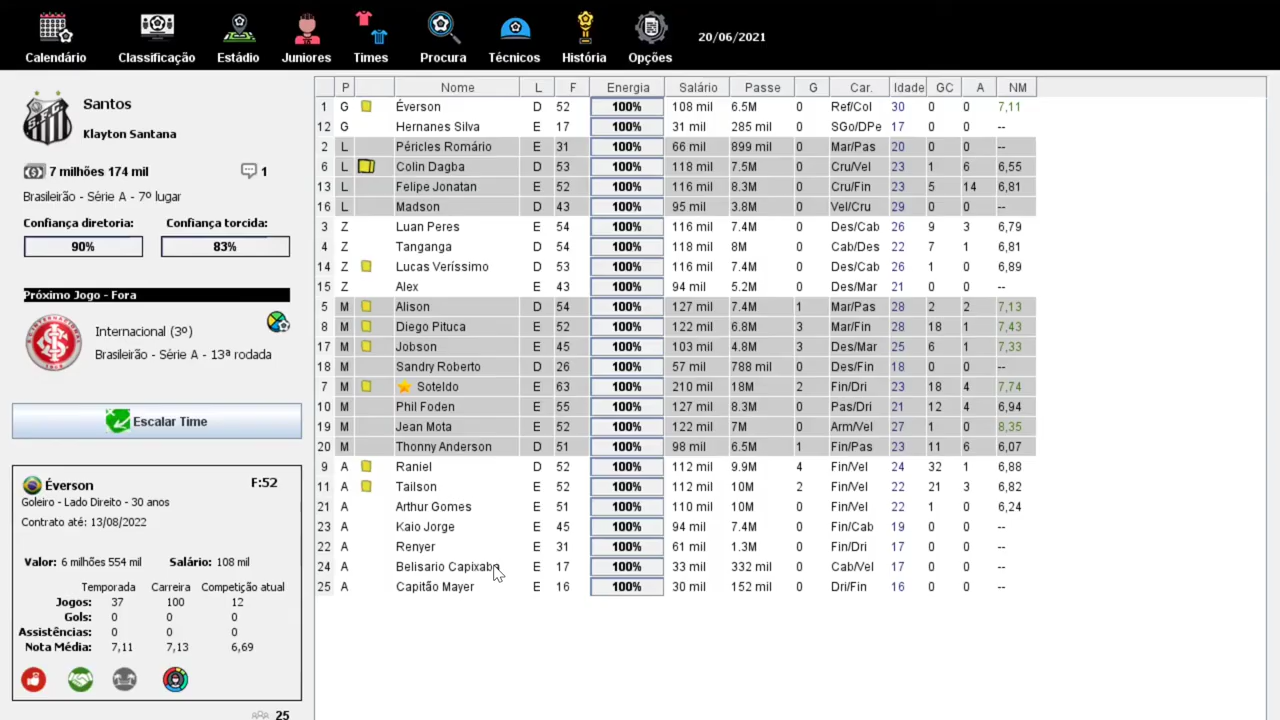 Calendário Classificação Estádio Juniores Times Procura Técnicos História Opções 20/06/2021
Santos
Klayton Santana
7 milhões 174 mil 1
Brasileirão - Série A - 7º lugar
Confiança diretoria: Confiança torcida:
90% 83%
Próximo Jogo - Fora
Internacional (3º)
Brasileirão - Série A - 13ª rodada
Escalar Time
Éverson F:52
Goleiro - Lado Direito - 30 anos
Contrato até: 13/08/2022
Valor: 6 milhões 554 mil Salário: 108 mil
Temporada Carreira Competição atual
Jogos: 37 100 12
Gols: 0 0 0
Assistências: 0 0 0
Nota Média: 7,11 7,13 6,69
25
P Nome L F Energia Salário Passe G Car. Idade GC A NM
1 G Éverson D 52 100% 108 mil 6.5M 0 Ref/Col 30 0 0 7,11
12 G Hernanes Silva E 17 100% 31 mil 285 mil 0 SGo/DPe 17 0 0 --
2 L Péricles Romário E 31 100% 66 mil 899 mil 0 Mar/Pas 20 0 0 --
6 L Colin Dagba D 53 100% 118 mil 7.5M 0 Cru/Vel 23 1 6 6,55
13 L Felipe Jonatan E 52 100% 116 mil 8.3M 0 Cru/Fin 23 5 14 6,81
16 L Madson D 43 100% 95 mil 3.8M 0 Vel/Cru 29 0 0 --
3 Z Luan Peres E 54 100% 116 mil 7.4M 0 Des/Cab 26 9 3 6,79
4 Z Tanganga D 54 100% 118 mil 8M 0 Cab/Des 22 7 1 6,81
14 Z Lucas Veríssimo D 53 100% 116 mil 7.4M 0 Des/Cab 26 1 0 6,89
15 Z Alex E 43 100% 94 mil 5.2M 0 Des/Mar 21 0 0 --
5 M Alison D 54 100% 127 mil 7.4M 1 Mar/Pas 28 2 2 7,13
8 M Diego Pituca E 52 100% 122 mil 6.8M 3 Mar/Fin 28 18 1 7,43
17 M Jobson E 45 100% 103 mil 4.8M 3 Des/Mar 25 6 1 7,33
18 M Sandry Roberto D 26 100% 57 mil 788 mil 0 Des/Fin 18 0 0 --
7 M Soteldo E 63 100% 210 mil 18M 2 Fin/Dri 23 18 4 7,74
10 M Phil Foden E 55 100% 127 mil 8.3M 0 Pas/Dri 21 12 4 6,94
19 M Jean Mota E 52 100% 122 mil 7M 0 Arm/Vel 27 1 0 8,35
20 M Thonny Anderson D 51 100% 98 mil 6.5M 1 Fin/Pas 23 11 6 6,07
9 A Raniel D 52 100% 112 mil 9.9M 4 Fin/Vel 24 32 1 6,88
11 A Tailson E 52 100% 112 mil 10M 2 Fin/Vel 22 21 3 6,82
21 A Arthur Gomes E 51 100% 110 mil 10M 0 Fin/Vel 22 1 0 6,24
23 A Kaio Jorge E 45 100% 94 mil 7.4M 0 Fin/Cab 19 0 0 --
22 A Renyer E 31 100% 61 mil 1.3M 0 Fin/Dri 17 0 0 --
24 A Belisario Capixaba E 17 100% 33 mil 332 mil 0 Cab/Vel 17 0 0 --
25 A Capitão Mayer E 16 100% 30 mil 152 mil 0 Dri/Fin 16 0 0 --